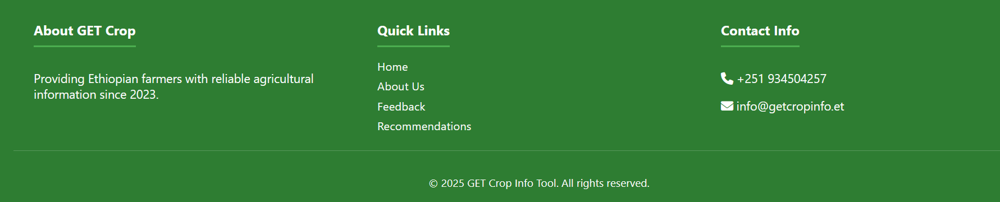 About GET Crop
Providing Ethiopian farmers with reliable agricultural
information since 2023.
Quick Links
Home
About Us
Feedback
Recommendations
Contact Info
+251 934504257
info@getcropinfo.et
© 2025 GET Crop Info Tool. All rights reserved.